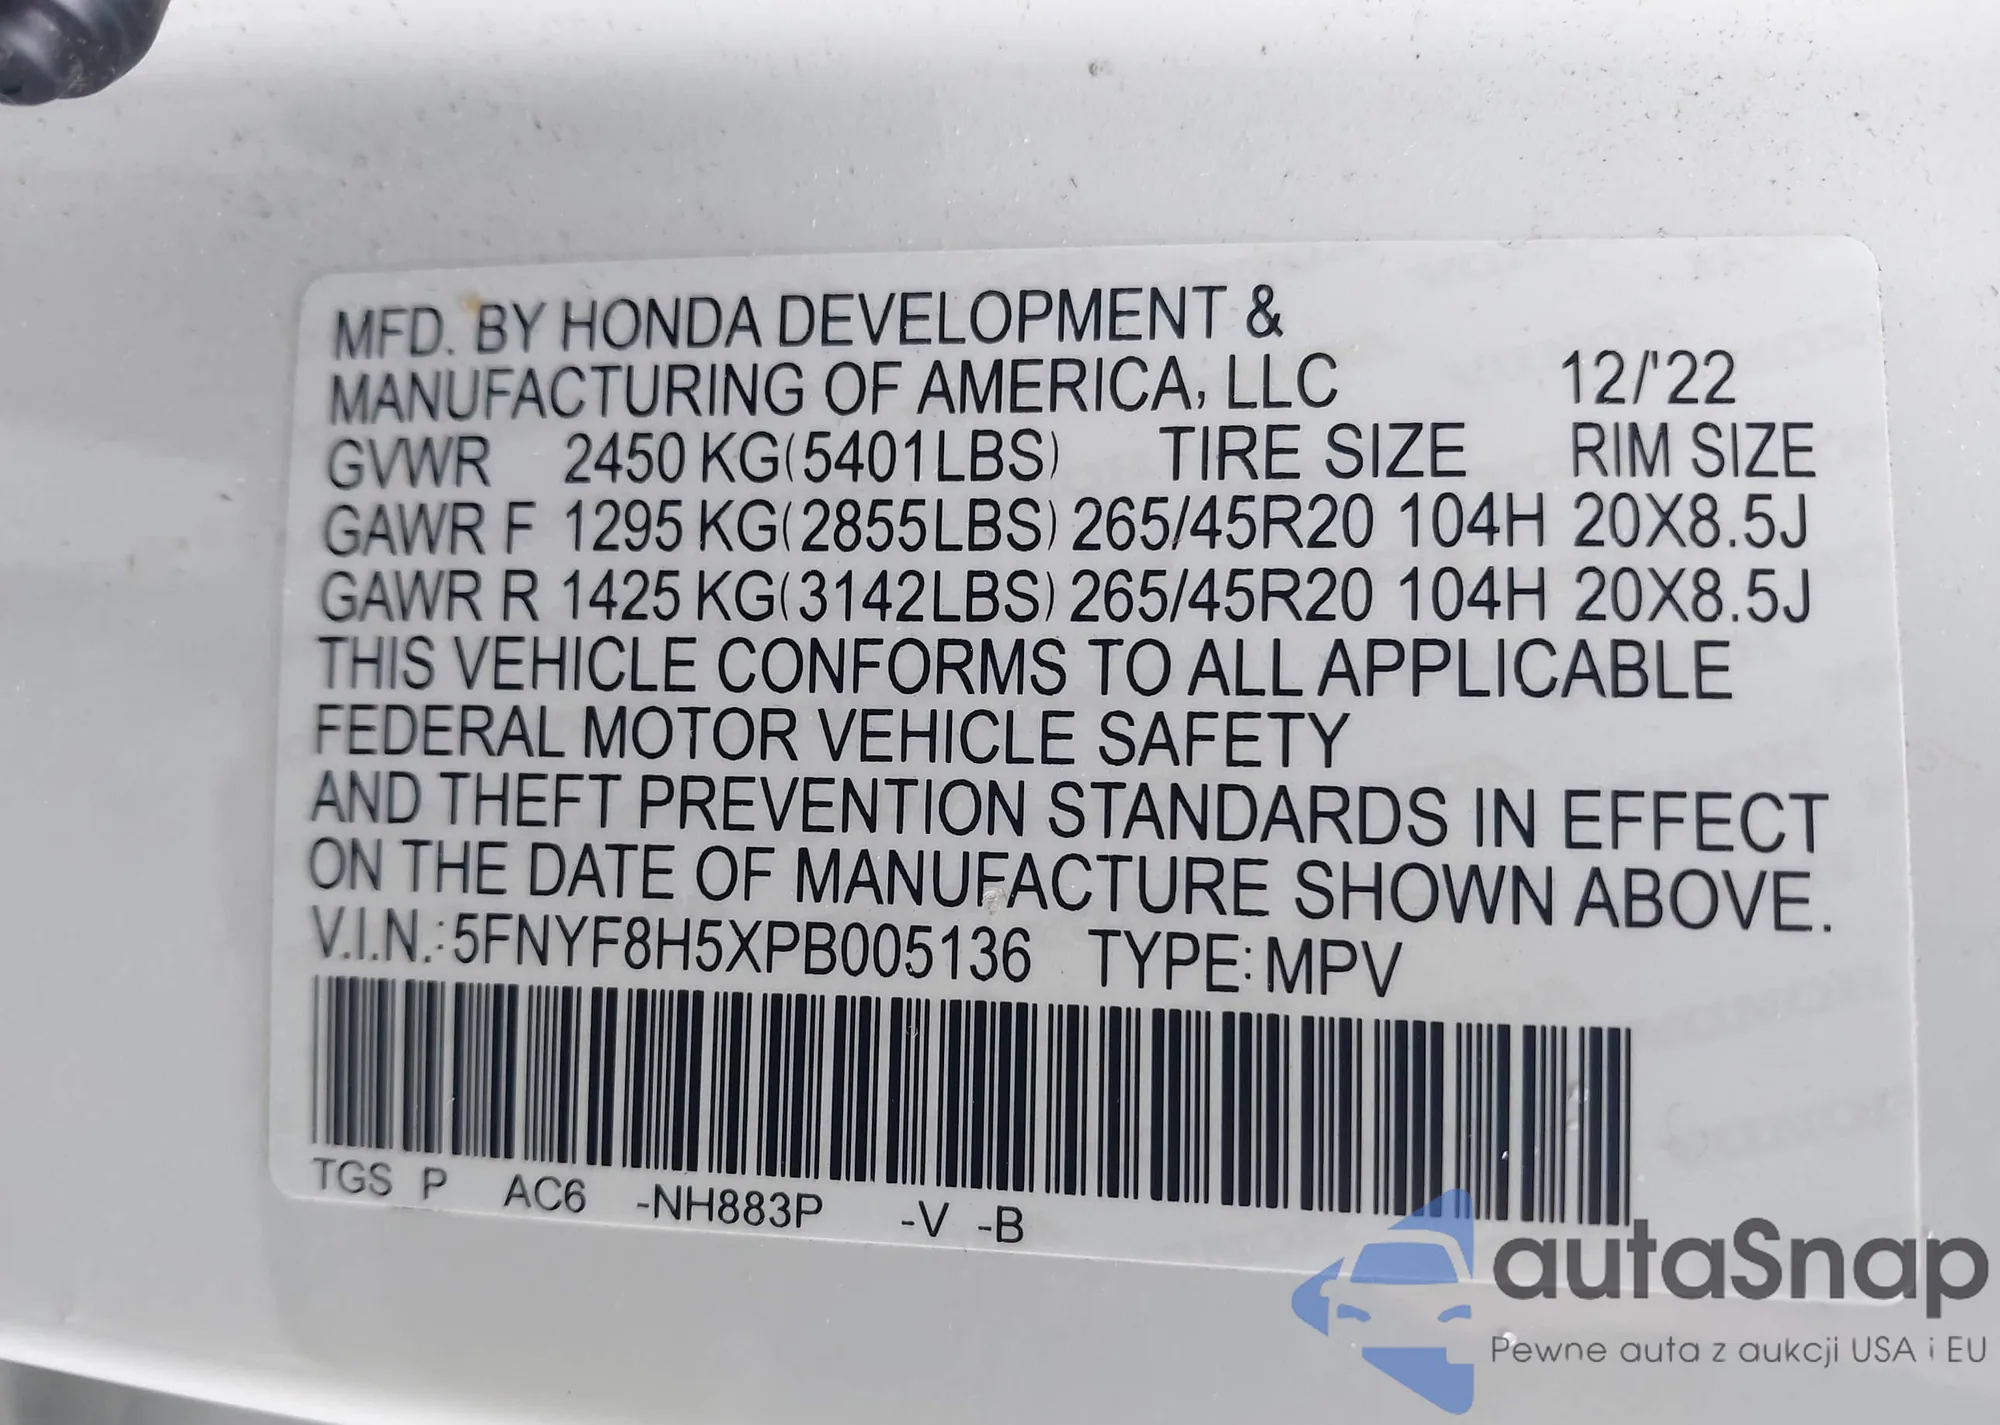 MFD. BY HONDA DEVELOPMENT &
MANUFACTURING OF AMERICA, LLC 12/'22
GVWR 2450 KG(5401LBS) TIRE SIZE RIM SIZE
GAWR F 1295 KG(2855LBS) 265/45R20 104H 20X8.5J
GAWR R 1425 KG(3142LBS) 265/45R20 104H 20X8.5J
THIS VEHICLE CONFORMS TO ALL APPLICABLE
FEDERAL MOTOR VEHICLE SAFETY
AND THEFT PREVENTION STANDARDS IN EFFECT
ON THE DATE OF MANUFACTURE SHOWN ABOVE.
V.I.N.: 5FNYF8H5XPB005136 TYPE: MPV
TGS P AC6 -NH883P -V -B
autaSnap
Pewne auta z aukcji USA i EU